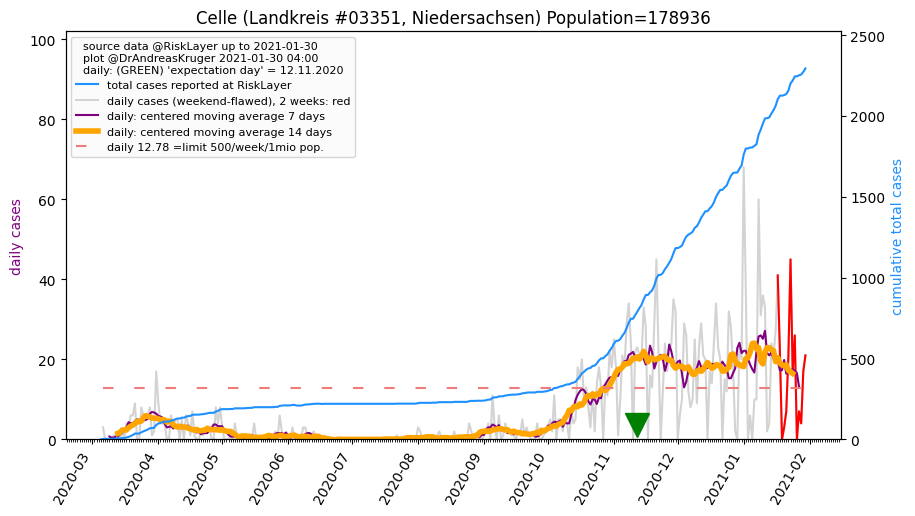 Celle (Landkreis #03351, Niedersachsen) Population=178936
source data @RiskLayer up to 2021-01-30
plot @DrAndreasKruger 2021-01-30 04:00
daily: (GREEN) 'expectation day' = 12.11.2020
total cases reported at RiskLayer
daily cases (weekend-flawed), 2 weeks: red
daily: centered moving average 7 days
daily: centered moving average 14 days
daily 12.78 =limit 500/week/1mio pop.
daily cases
100
80
60
40
20
0
cumulative total cases
2500
2000
1500
1000
500
0
2020-03
2020-04
2020-05
2020-06
2020-07
2020-08
2020-09
2020-10
2020-11
2020-12
2021-01
2021-02